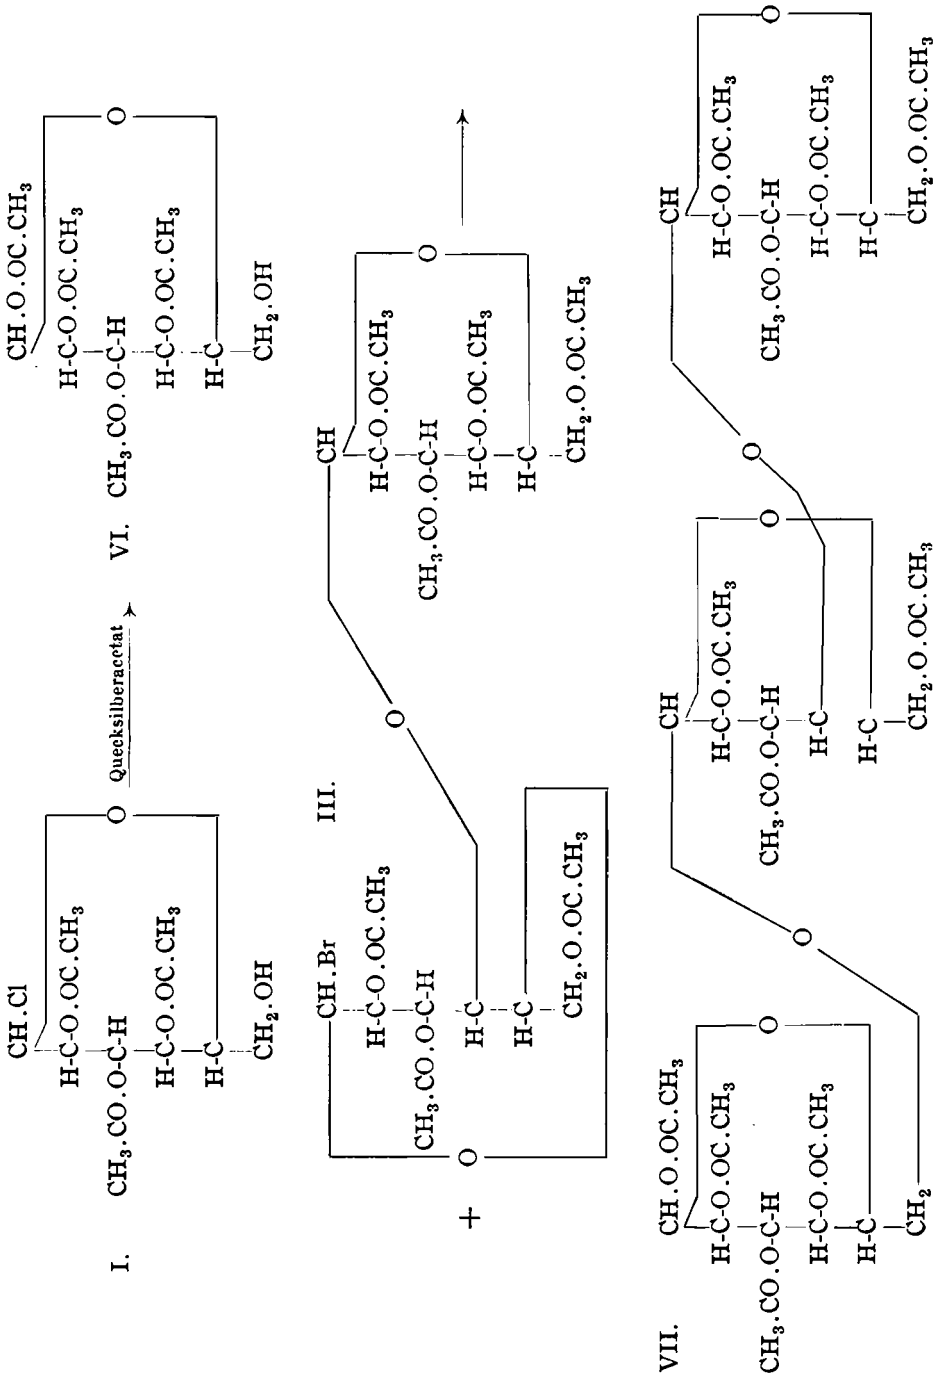 I.
CH.Cl
H-C-O.OC.CH₃
CH₃.CO.O-C-H
H-C-O.OC.CH₃
H-C
CH₂.OH
O
Quecksilberacetat
VI.
CH.O.OC.CH₃
H-C-O.OC.CH₃
CH₃.CO.O-C-H
H-C-O.OC.CH₃
H-C
CH₂.OH
O
+
O
CH.Br
H-C-O.OC.CH₃
CH₃.CO.O-C-H
H-C
H-C
CH₂.O.OC.CH₃
III.
O
CH
H-C-O.OC.CH₃
CH₃.CO.O-C-H
H-C-O.OC.CH₃
H-C
CH₂.O.OC.CH₃
O
VII.
CH.O.OC.CH₃
H-C-O.OC.CH₃
CH₃.CO.O-C-H
H-C-O.OC.CH₃
H-C
CH₂
O
O
CH
H-C-O.OC.CH₃
CH₃.CO.O-C-H
H-C
H-C
CH₂.O.OC.CH₃
O
O
CH
H-C-O.OC.CH₃
CH₃.CO.O-C-H
H-C-O.OC.CH₃
H-C
CH₂.O.OC.CH₃
O